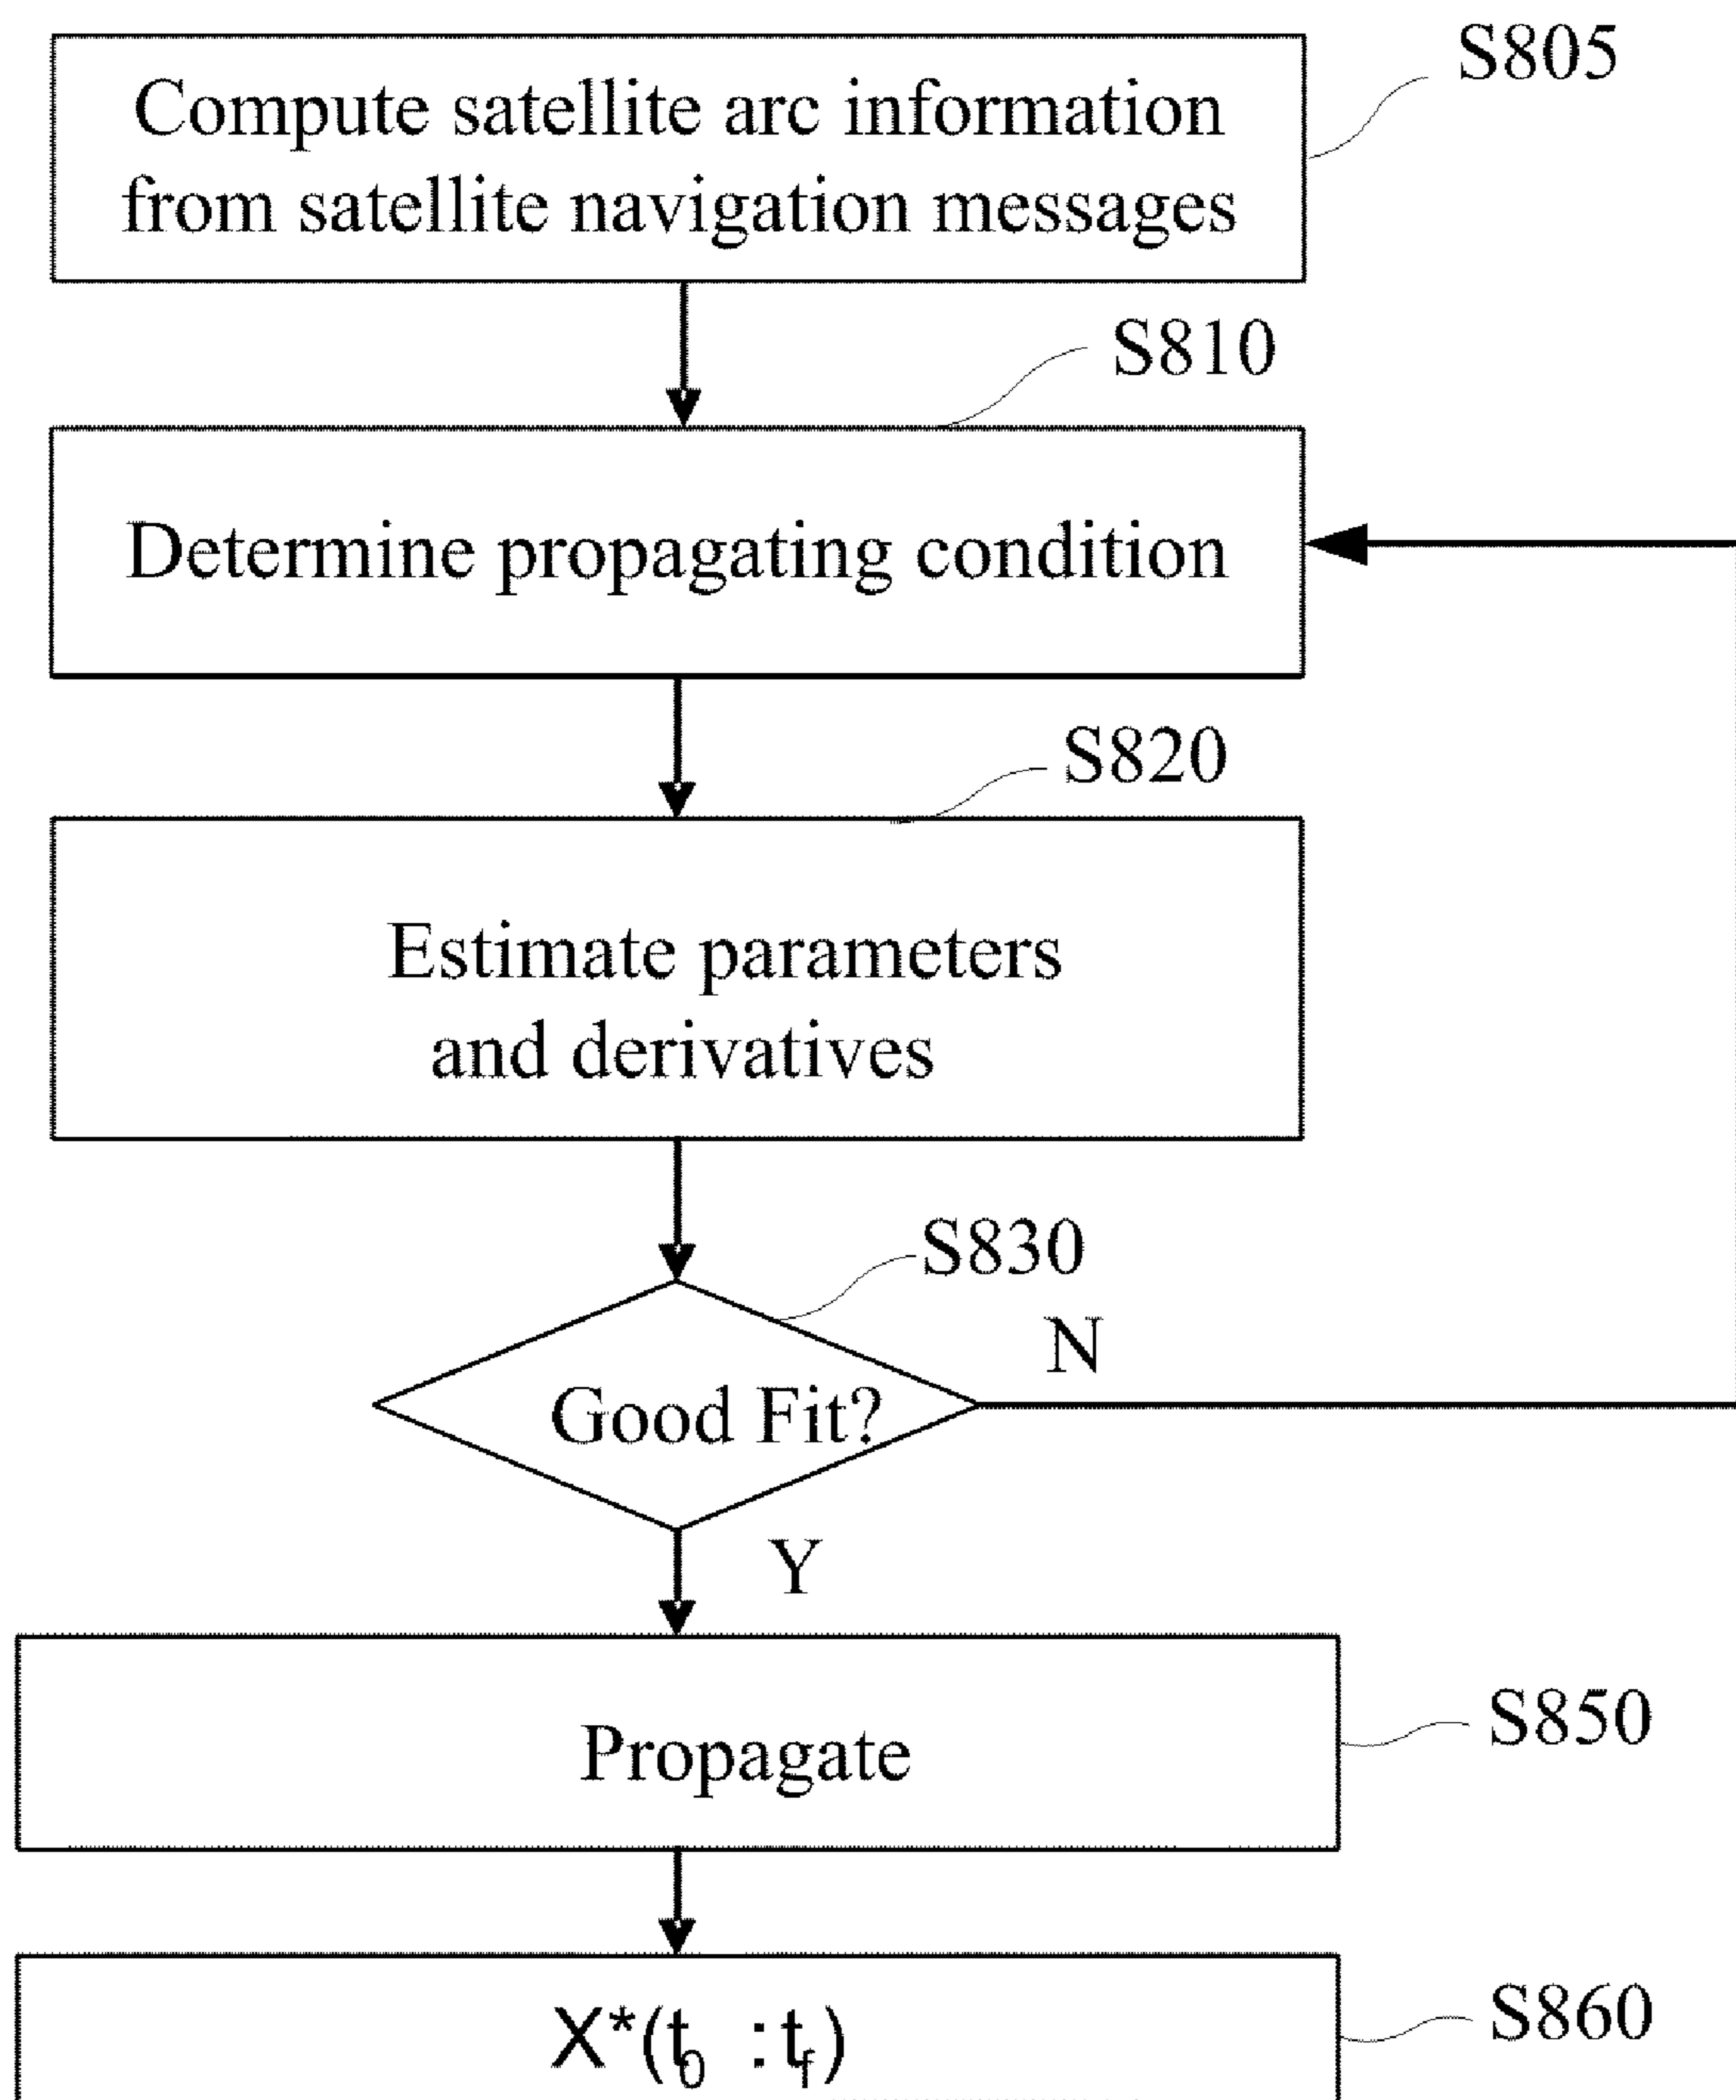 S805
Compute satellite arc information
from satellite navigation messages
S810
Determine propagating condition
S820
Estimate parameters
and derivatives
S830
Good Fit?
N
Y
Propagate
S850
X*(t0 : tf)
S860